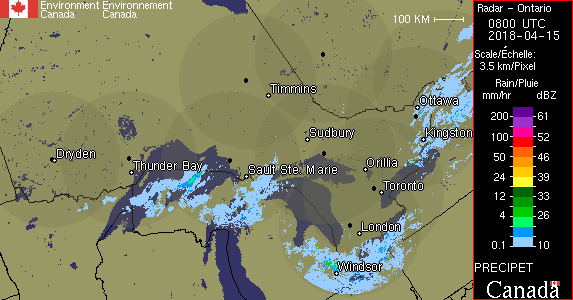 Environment Environnement
Canada Canada
100 KM
Timmins
Ottawa
Sudbury
Kingston
Dryden
Thunder Bay
Sault Ste. Marie
Orillia
Toronto
London
Windsor
Radar - Ontario
0800 UTC
2018-04-15
Scale/Échelle:
3.5 km/Pixel
Rain/Pluie
mm/hr dBZ
200 61
100 52
50 46
24 39
12 33
4 26
0.1 10
PRECIPET
Canada